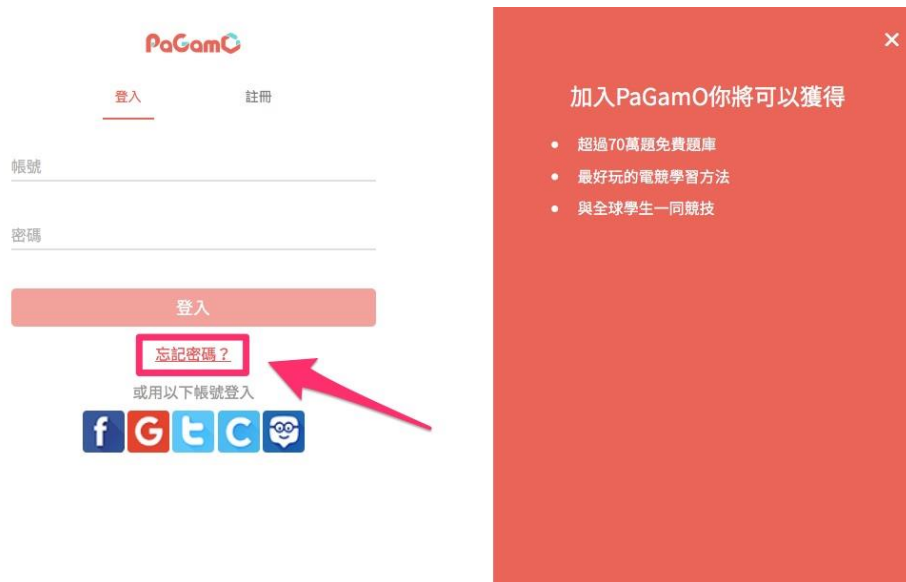 PaGamO
登入
註冊
帳號
密碼
登入
忘記密碼？
或用以下帳號登入
加入PaGamO你將可以獲得
超過70萬題免費題庫
最好玩的電競學習方法
與全球學生一同競技